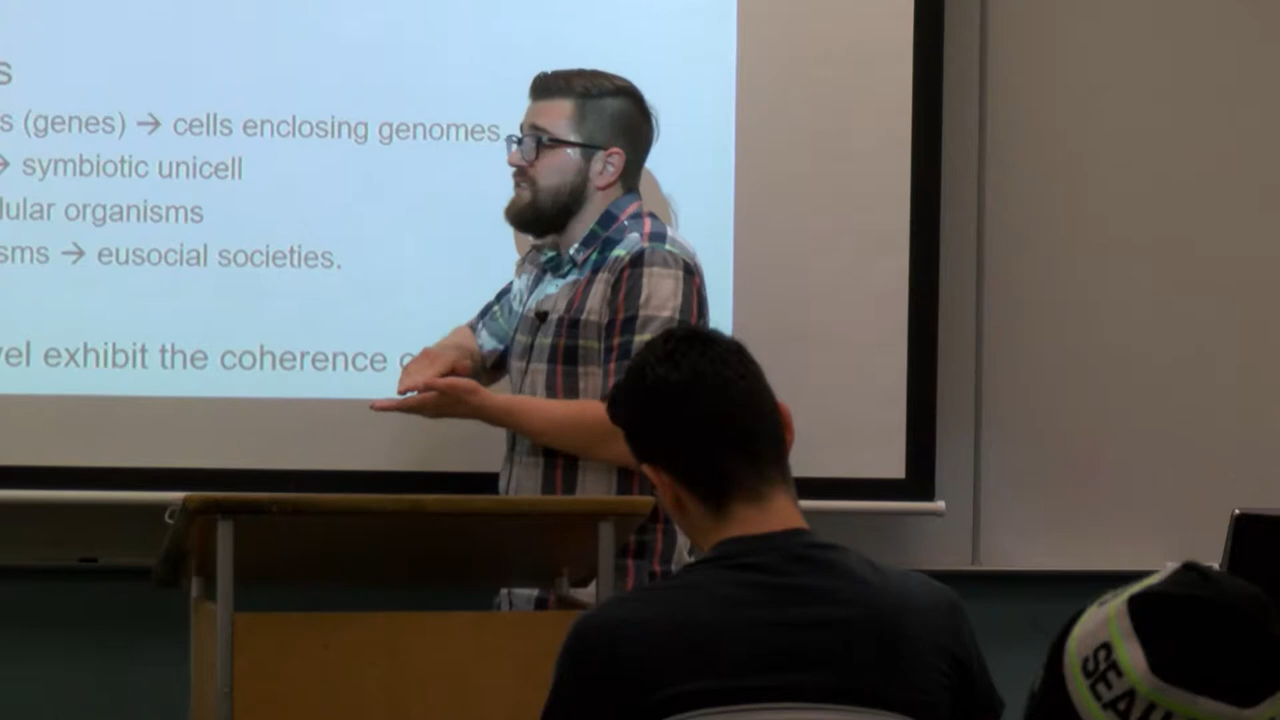 s
s (genes) → cells enclosing genomes.
→ symbiotic unicell
lular organisms
sms → eusocial societies.
vel exhibit the coherence
SEA